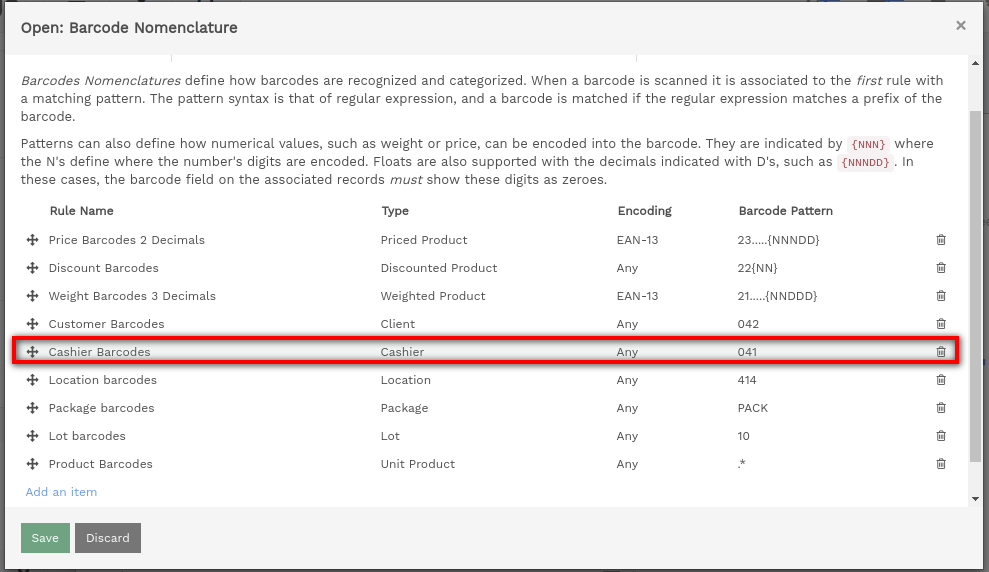 Open: Barcode Nomenclature
×
Barcodes Nomenclatures define how barcodes are recognized and categorized. When a barcode is scanned it is associated to the first rule with
a matching pattern. The pattern syntax is that of regular expression, and a barcode is matched if the regular expression matches a prefix of the
barcode.
Patterns can also define how numerical values, such as weight or price, can be encoded into the barcode. They are indicated by {NNN} where
the N's define where the number's digits are encoded. Floats are also supported with the decimals indicated with D's, such as {NNNDD}. In
these cases, the barcode field on the associated records must show these digits as zeroes.
Rule Name Type Encoding Barcode Pattern
Price Barcodes 2 Decimals Priced Product EAN-13 23.....{NNNDD}
Discount Barcodes Discounted Product Any 22{NN}
Weight Barcodes 3 Decimals Weighted Product EAN-13 21.....{NNDDD}
Customer Barcodes Client Any 042
Cashier Barcodes Cashier Any 041
Location barcodes Location Any 414
Package barcodes Package Any PACK
Lot barcodes Lot Any 10
Product Barcodes Unit Product Any .*
Add an item
Save Discard